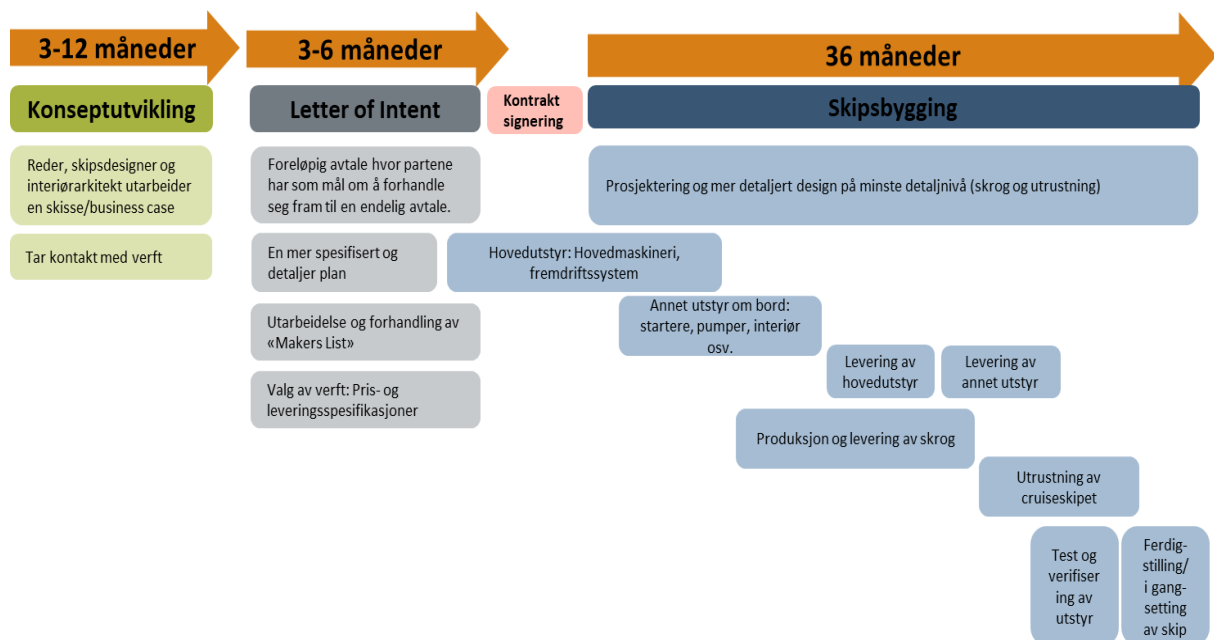 3-12 måneder
3-6 måneder
36 måneder
Konseptutvikling
Letter of Intent
Kontrakt
signering
Skipsbygging
Reder, skipsdesigner og
interiørarkitekt utarbeider
en skisse/business case
Foreløpig avtale hvor partene
har som mål om å forhandle
seg fram til en endelig avtale.
Prosjektering og mer detaljert design på minste detaljnivå (skrog og utrustning)
Tar kontakt med verft
En mer spesifisert og
detaljer plan
Hovedutstyr: Hovedmaskineri,
fremdriftssystem
Utarbeidelse og forhandling av
«Makers List»
Annet utstyr om bord:
startere, pumper, interiør
osv.
Valg av verft: Pris- og
leveringsspesifikasjoner
Levering av
hovedutstyr
Levering av
annet utstyr
Produksjon og levering av skrog
Utrustning av
cruiseskipet
Test og
verifiser
ing av
utstyr
Ferdig-
stilling/
i gang-
setting
av skip